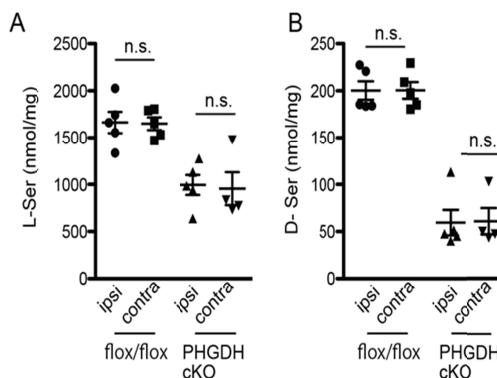 A
L-Ser (nmol/mg)
2500
2000
1500
1000
500
0
n.s.
n.s.
ipsi
contra
ipsi
contra
flox/flox
PHGDH
cKO
B
D- Ser (nmol/mg)
250
200
150
100
50
0
n.s.
n.s.
ipsi
contra
ipsi
contra
flox/flox
PHGDH
cKO